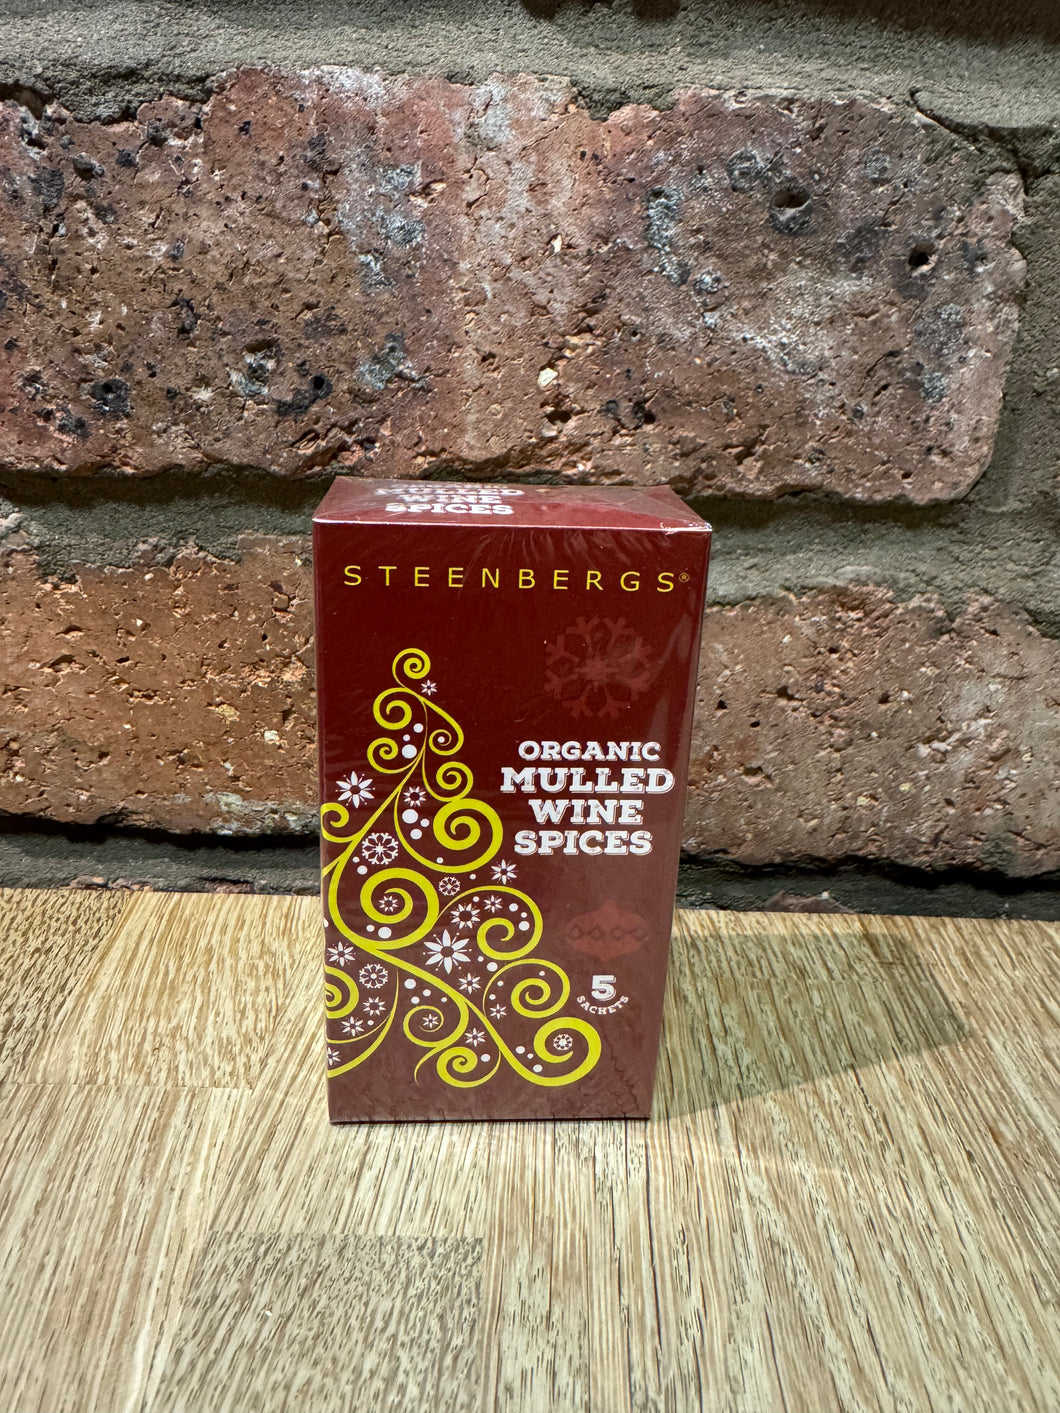 MULLED
WINE
SPICES
STEENBERGS®
ORGANIC
MULLED
WINE
SPICES
5
SACHETS